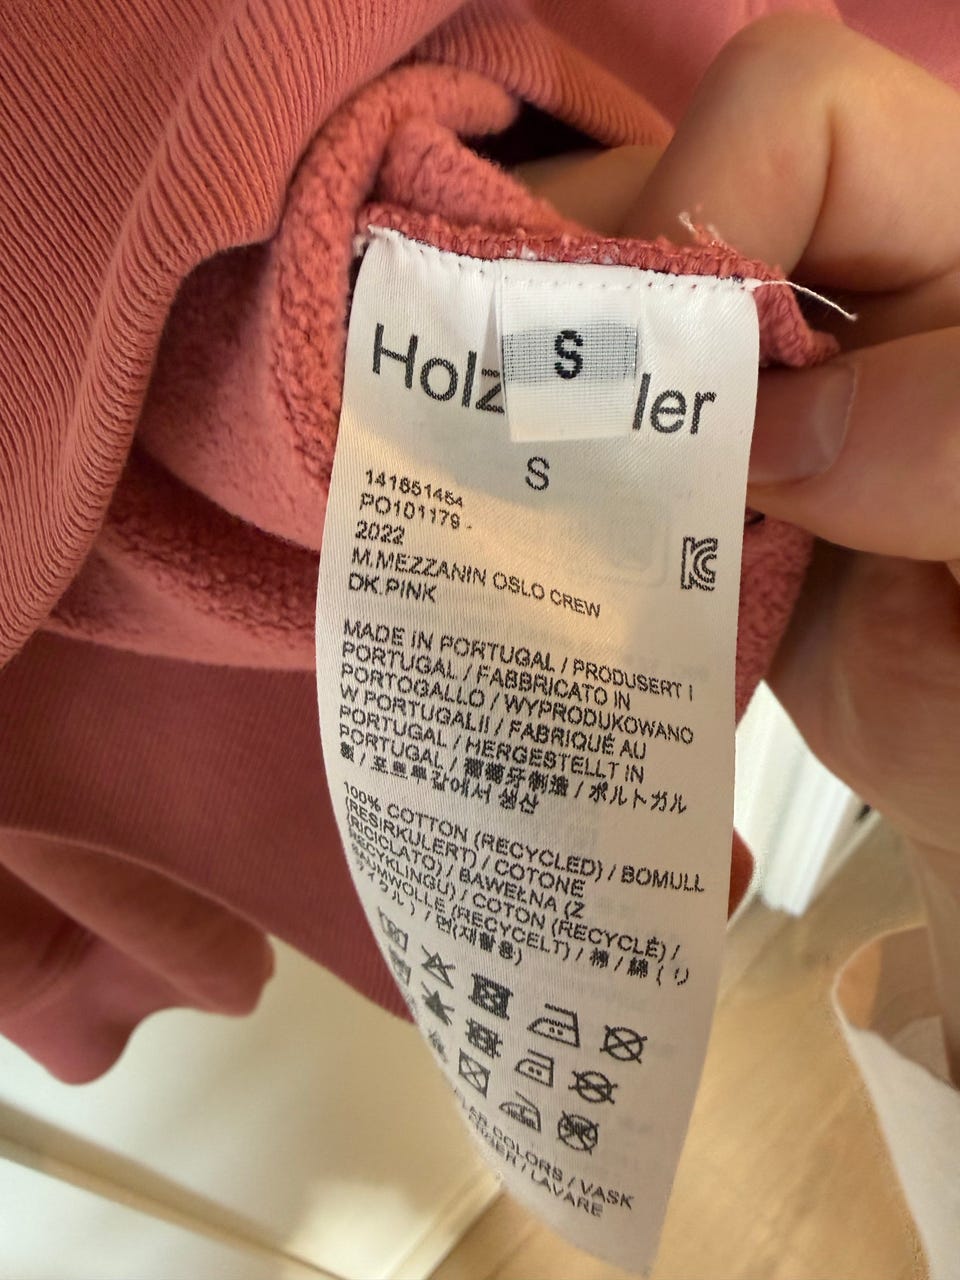 S
Holz ler
S
141651454
PO101179 -
2022
M.MEZZANIN OSLO CREW
DK.PINK
MADE IN PORTUGAL / PRODUSERT I
PORTUGAL / FABBRICATO IN
PORTOGALLO / WYPRODUKOWANO
W PORTUGALII / FABRIQUÉ AU
PORTUGAL / HERGESTELLT IN
PORTUGAL / 葡萄牙制造 / ポルトガル
製 / 포르투갈에서 생산
100% COTTON (RECYCLED) / BOMULL
(RESIRKULERT) / COTONE
(RICICLATO) / BAWEŁNA (Z
RECYKLINGU) / COTON (RECYCLÉ) /
BAUMWOLLE (RECYCELT) / 棉 / 綿 ( リ
サイクル ) / 면(재활용)
COLORS / VASK
/ LAVARE